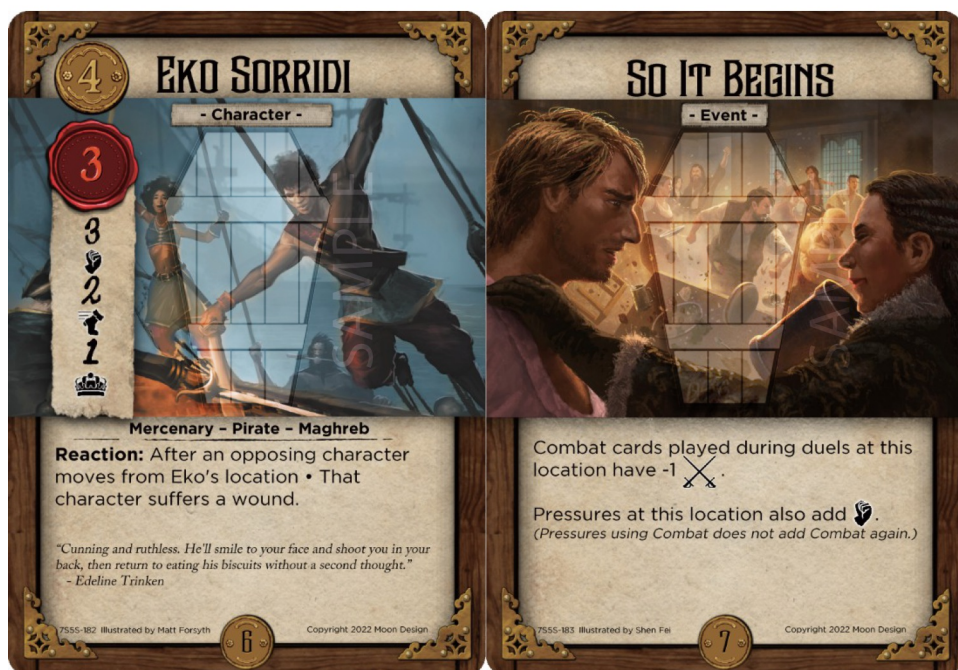 4
EKO SORRIDI
- Character -
3
3
2
1
SAMPLE
Mercenary – Pirate – Maghreb
Reaction: After an opposing character
moves from Eko's location • That
character suffers a wound.
“Cunning and ruthless. He'll smile to your face and shoot you in your
back, then return to eating his biscuits without a second thought.”
- Edeline Trinken
7S5S-182 Illustrated by Matt Forsyth
6
Copyright 2022 Moon Design
SO IT BEGINS
- Event -
Combat cards played during duels at this
location have -1 .
Pressures at this location also add .
(Pressures using Combat does not add Combat again.)
7S5S-183 Illustrated by Shen Fei
7
Copyright 2022 Moon Design